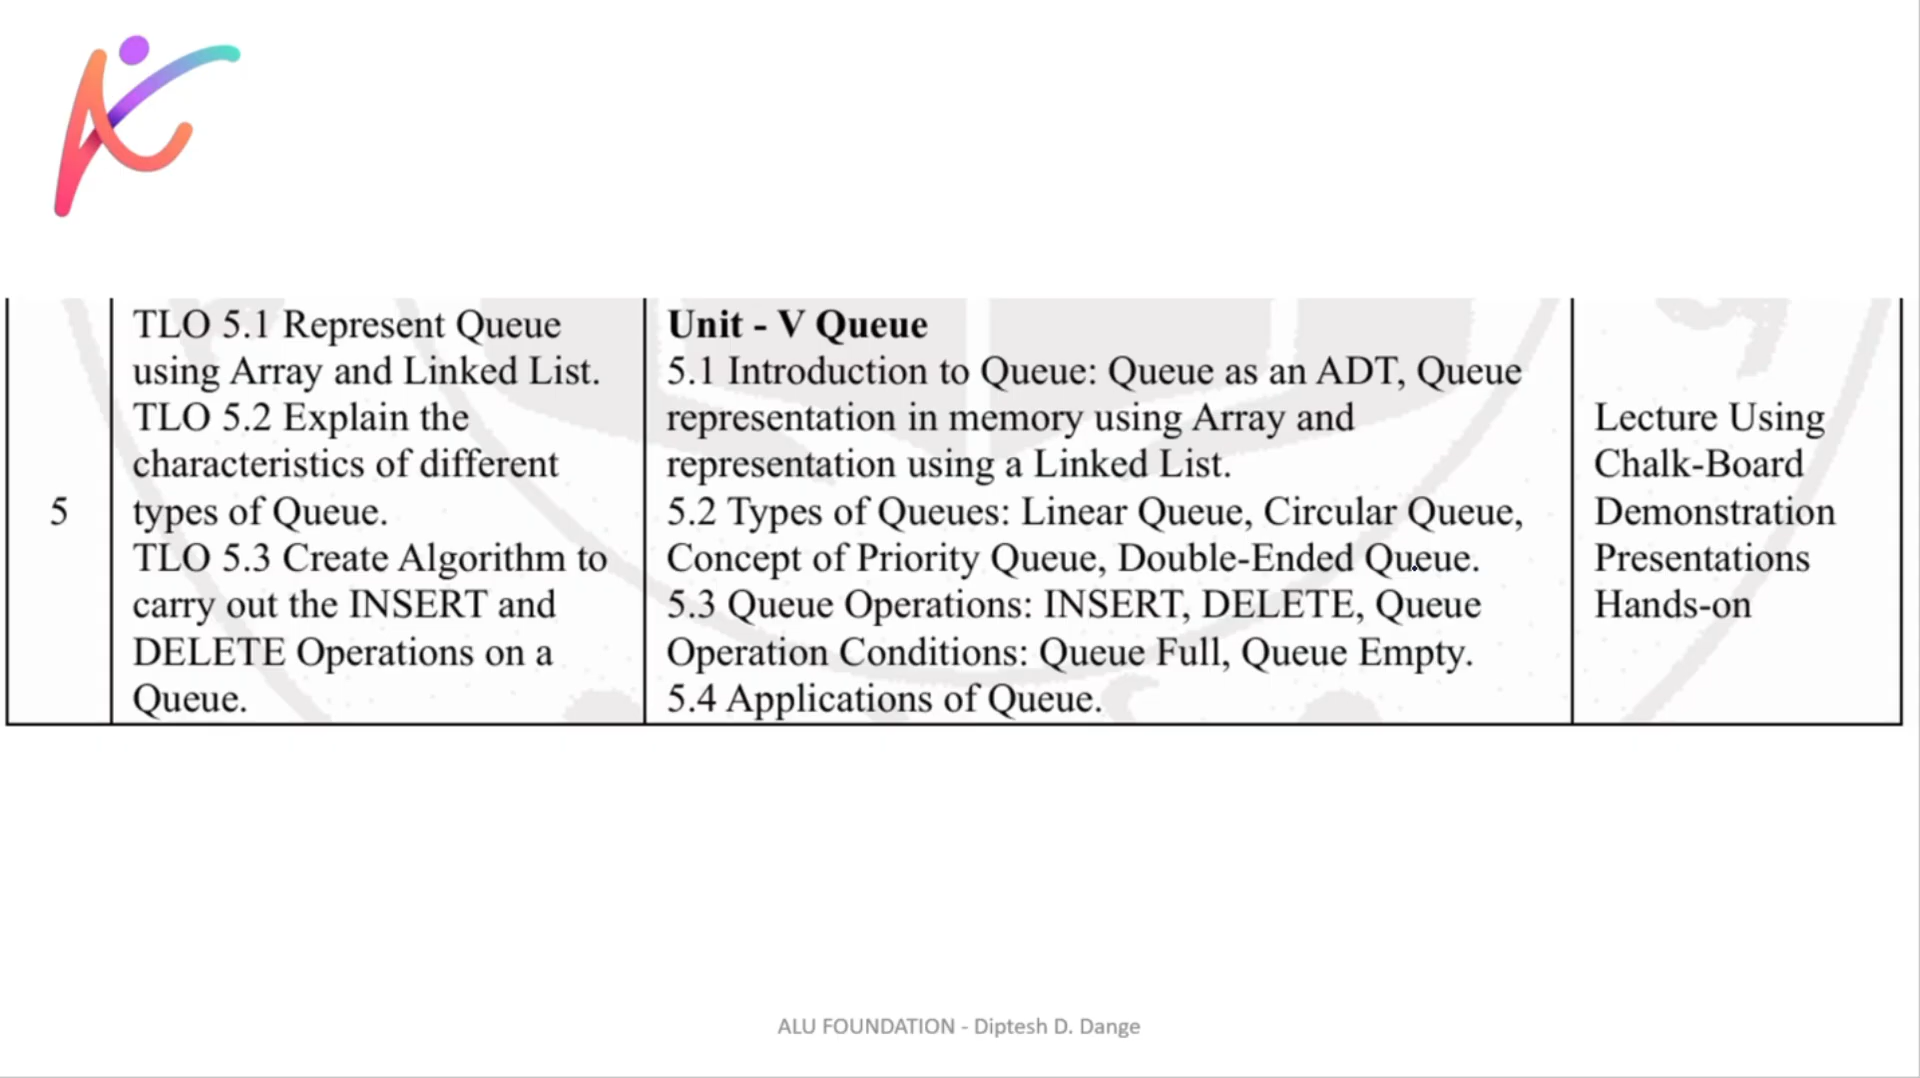 5
TLO 5.1 Represent Queue
using Array and Linked List.
TLO 5.2 Explain the
characteristics of different
types of Queue.
TLO 5.3 Create Algorithm to
carry out the INSERT and
DELETE Operations on a
Queue.
Unit - V Queue
5.1 Introduction to Queue: Queue as an ADT, Queue
representation in memory using Array and
representation using a Linked List.
5.2 Types of Queues: Linear Queue, Circular Queue,
Concept of Priority Queue, Double-Ended Queue.
5.3 Queue Operations: INSERT, DELETE, Queue
Operation Conditions: Queue Full, Queue Empty.
5.4 Applications of Queue.
Lecture Using
Chalk-Board
Demonstration
Presentations
Hands-on
ALU FOUNDATION - Diptesh D. Dange